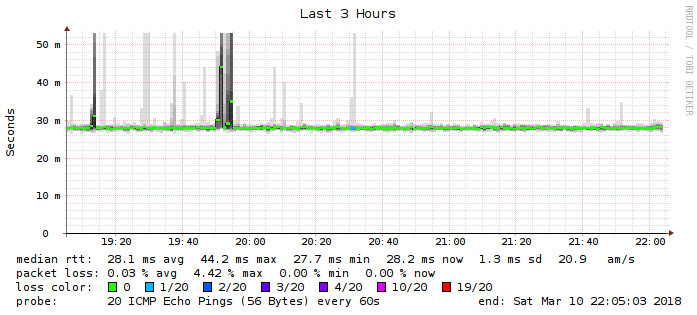 Last 3 Hours
RRDTOOL / TOBI OETIKER
Seconds
50 m
40 m
30 m
20 m
10 m
0
19:20 19:40 20:00 20:20 20:40 21:00 21:20 21:40 22:00
median rtt: 28.1 ms avg 44.2 ms max 27.7 ms min 28.2 ms now 1.3 ms sd 20.9 am/s
packet loss: 0.03 % avg 4.42 % max 0.00 % min 0.00 % now
loss color: 0 1/20 2/20 3/20 4/20 10/20 19/20
probe: 20 ICMP Echo Pings (56 Bytes) every 60s end: Sat Mar 10 22:05:03 2018